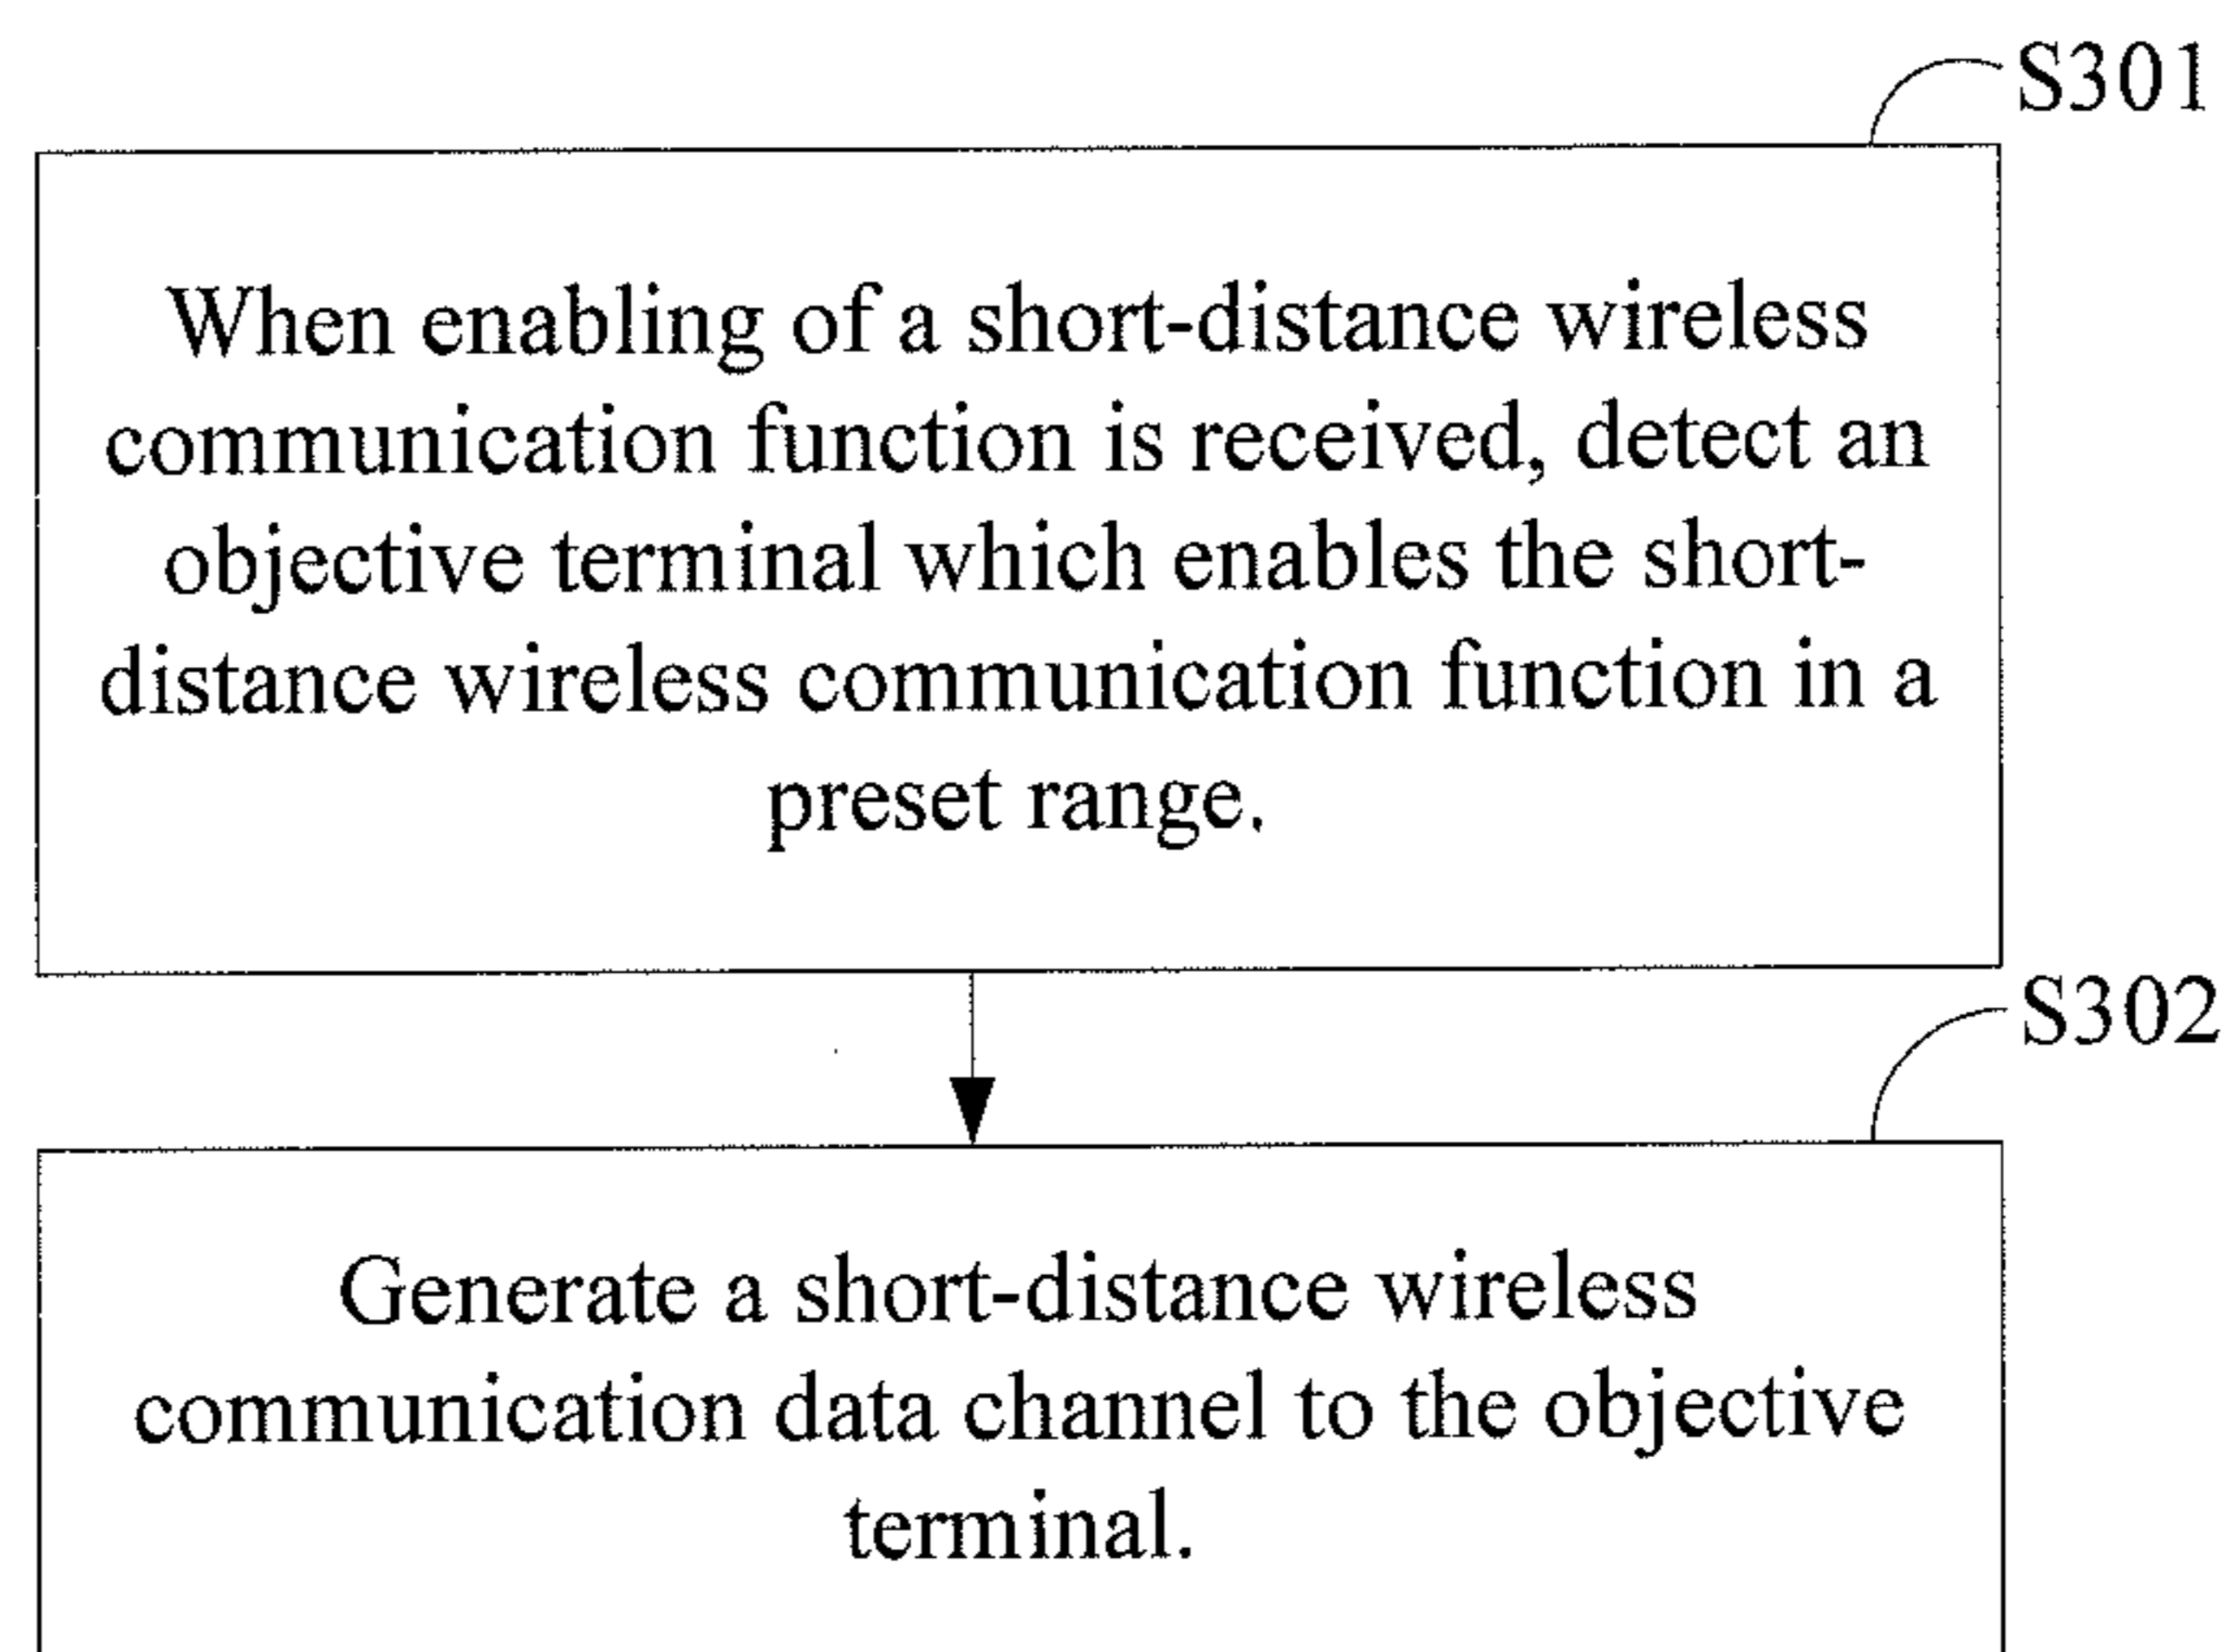 S301
When enabling of a short-distance wireless
communication function is received, detect an
objective terminal which enables the short-
distance wireless communication function in a
preset range.
S302
Generate a short-distance wireless
communication data channel to the objective
terminal.